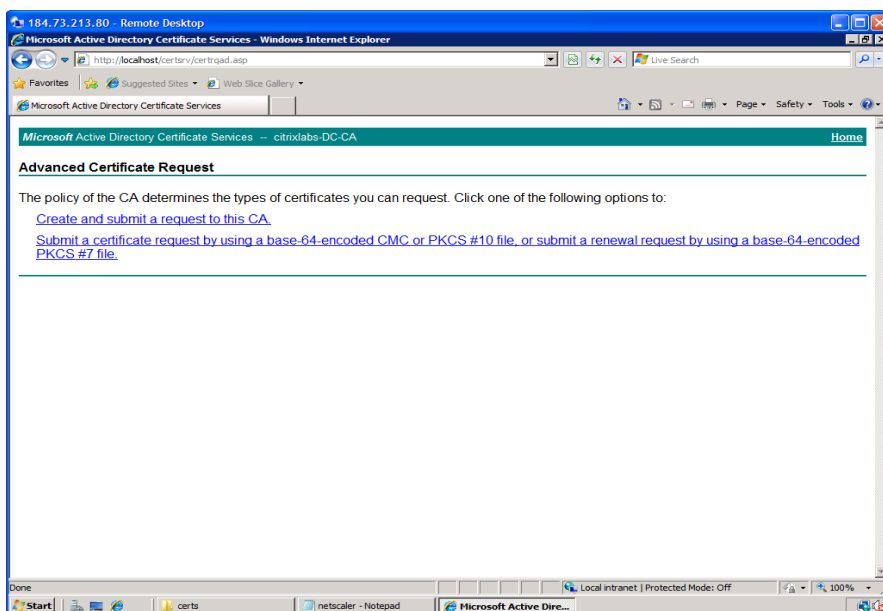 184.73.213.80 - Remote Desktop
Microsoft Active Directory Certificate Services - Windows Internet Explorer
http://localhost/certsrv/certrqad.asp
Live Search
Favorites
Suggested Sites
Web Slice Gallery
Microsoft Active Directory Certificate Services
Page
Safety
Tools
Microsoft Active Directory Certificate Services -- citrixlabs-DC-CA
Home
Advanced Certificate Request
The policy of the CA determines the types of certificates you can request. Click one of the following options to:
Create and submit a request to this CA.
Submit a certificate request by using a base-64-encoded CMC or PKCS #10 file, or submit a renewal request by using a base-64-encoded
PKCS #7 file.
Done
Local intranet | Protected Mode: Off
100%
Start
certs
netscaler - Notepad
Microsoft Active Dire...